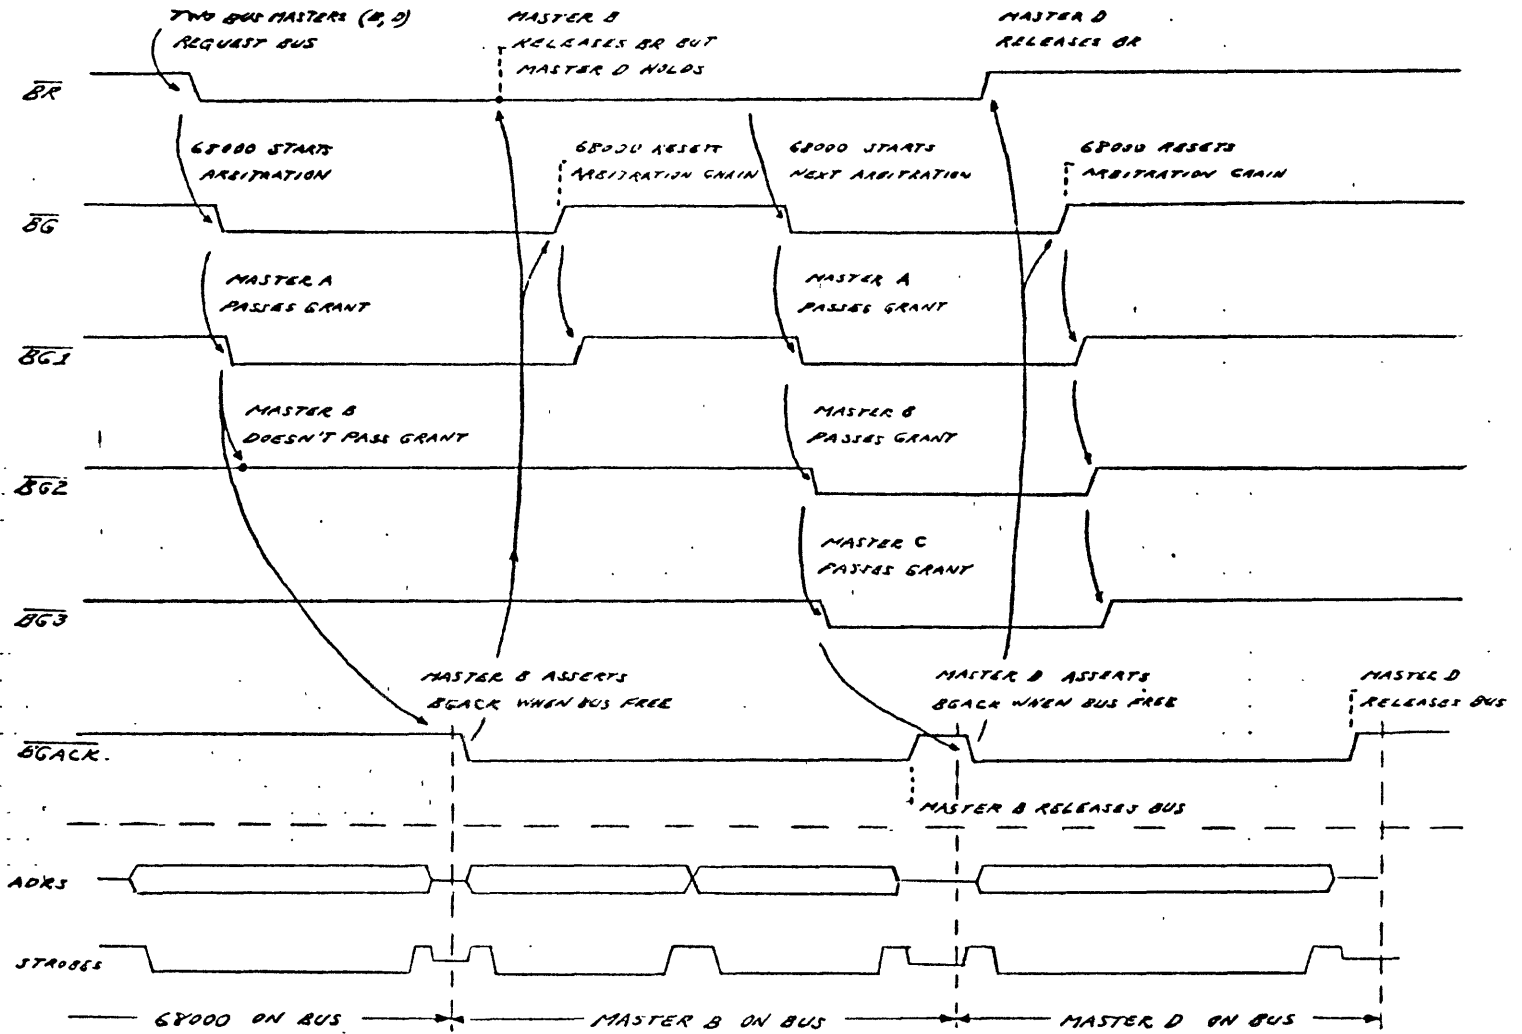 TWO BUS MASTERS (B, D)
REQUEST BUS
MASTER B
RELEASES BR BUT
MASTER D HOLDS
MASTER D
RELEASES BR
BR
68000 STARTS
ARBITRATION
68000 RESETS
ARBITRATION CHAIN
68000 STARTS
NEXT ARBITRATION
68000 RESETS
ARBITRATION CHAIN
BG
MASTER A
PASSES GRANT
MASTER A
PASSES GRANT
BG1
MASTER B
DOESN'T PASS GRANT
MASTER B
PASSES GRANT
BG2
MASTER C
PASSES GRANT
BG3
MASTER B ASSERTS
BGACK WHEN BUS FREE
MASTER D ASSERTS
BGACK WHEN BUS FREE
MASTER D
RELEASES BUS
BGACK.
MASTER B RELEASES BUS
ADRS
STROBES
68000 ON BUS
MASTER B ON BUS
MASTER D ON BUS